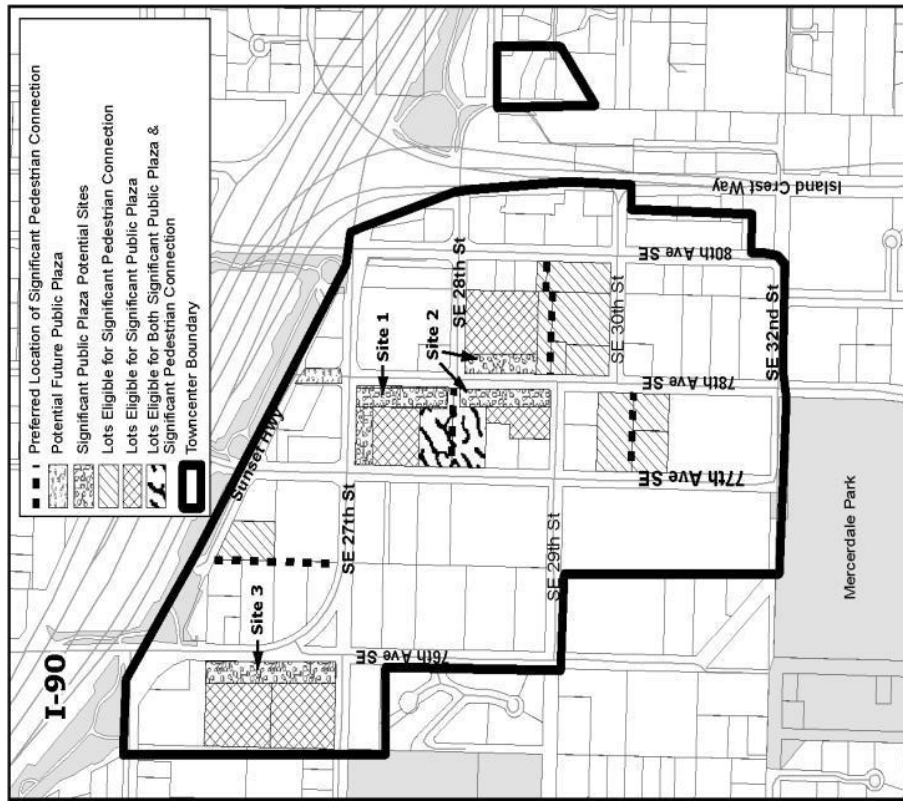 Preferred Location of Significant Pedestrian Connection
Potential Future Public Plaza
Significant Public Plaza Potential Sites
Lots Eligible for Significant Pedestrian Connection
Lots Eligible for Significant Public Plaza
Lots Eligible for Both Significant Public Plaza &
Significant Pedestrian Connection
Towncenter Boundary
I-90
Sunset Hwy
SE 27th St
Site 3
76th Ave SE
Site 1
SE 28th St
Site 2
77th Ave SE
78th Ave SE
80th Ave SE
SE 29th St
SE 30th St
SE 32nd St
Island Crest Way
Mercerdale Park